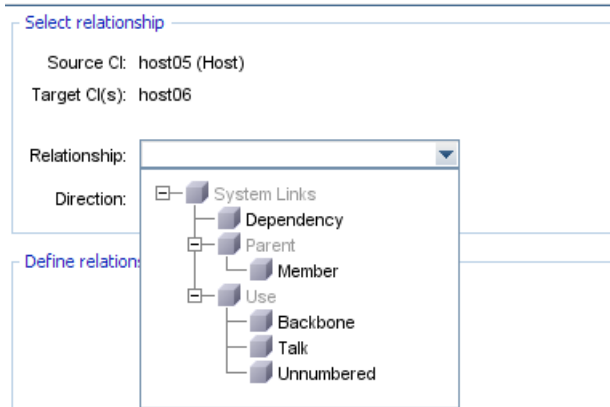 Select relationship
Source CI: host05 (Host)
Target CI(s): host06
Relationship:
Direction:
System Links
Dependency
Parent
Member
Use
Backbone
Talk
Unnumbered
Define relations